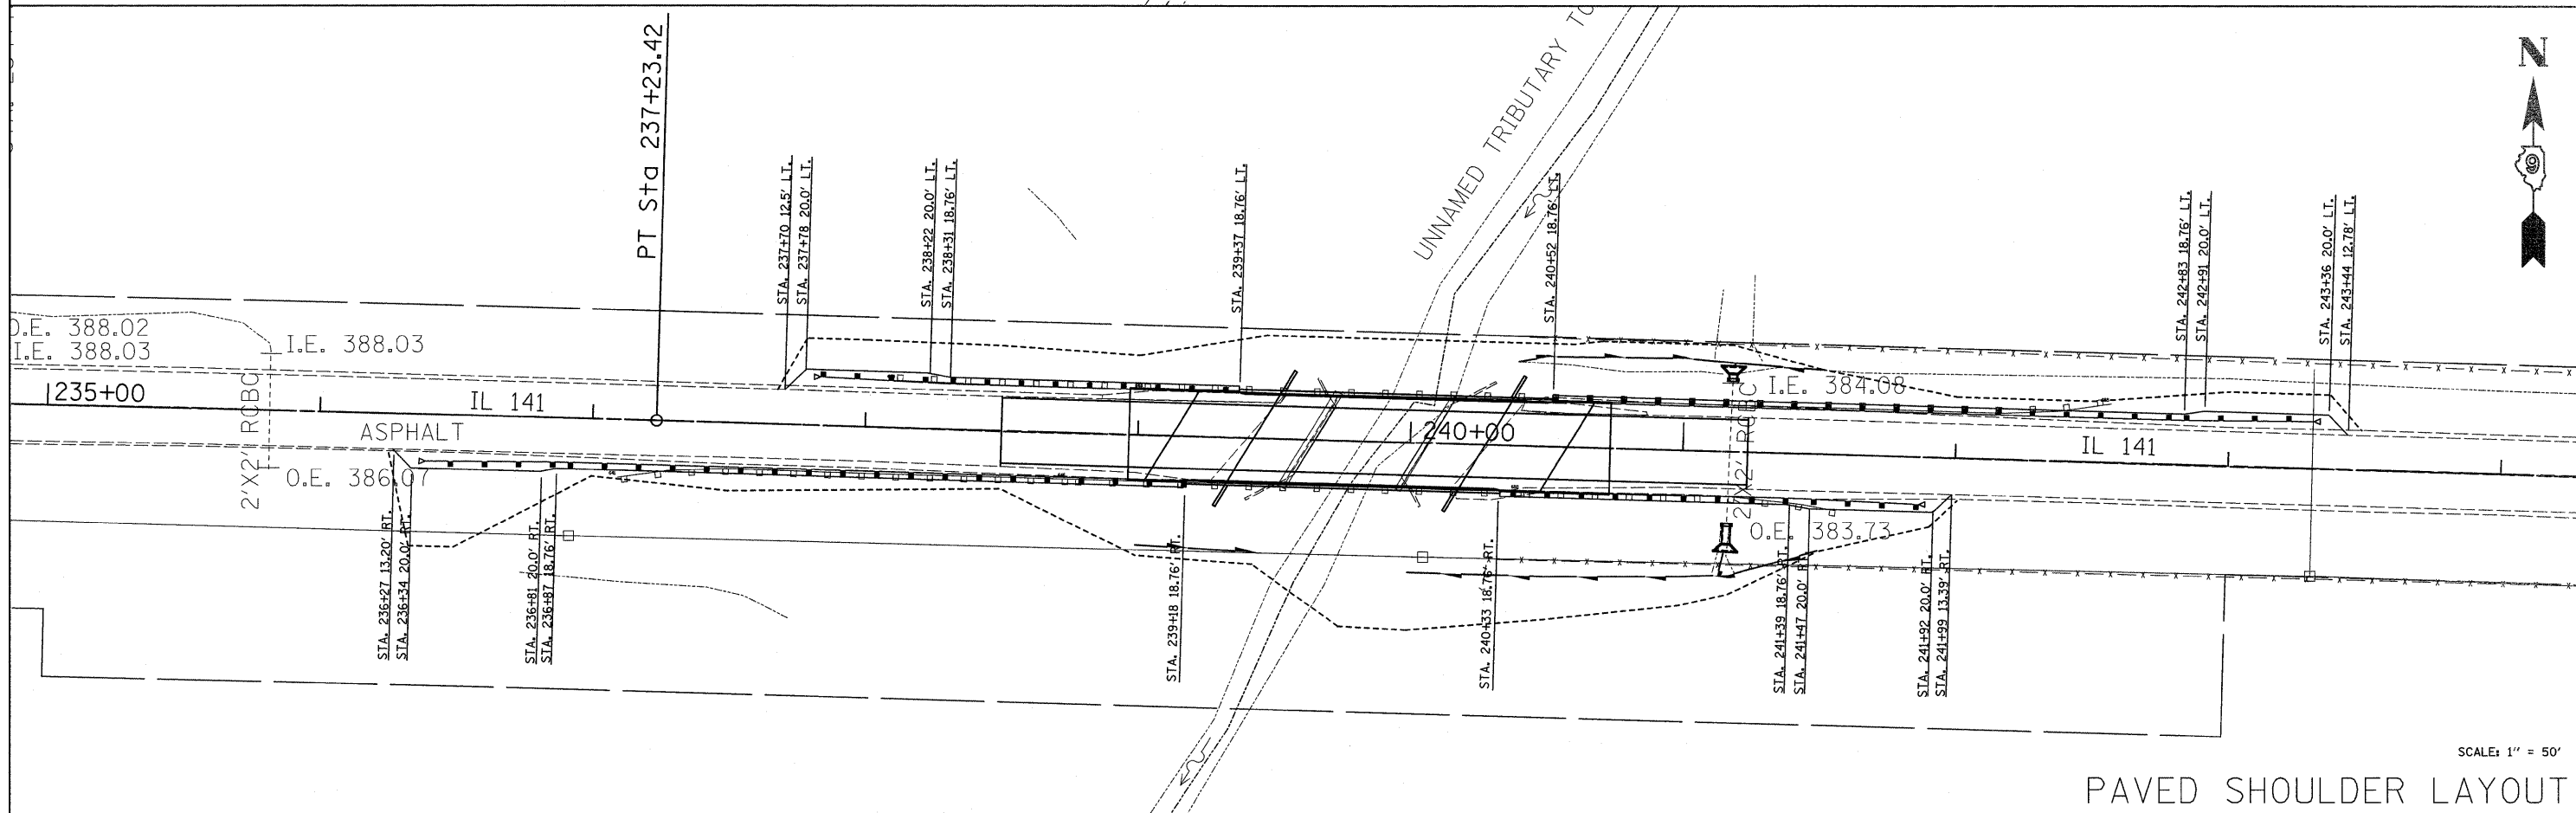 UNNAMED TRIBUTARY TO
N
PT Sta 237+23.42
STA. 237+70 12.5' LT.
STA. 237+78 20.0' LT.
STA. 238+22 20.0' LT.
STA. 238+31 18.76' LT.
STA. 239+37 18.76' LT.
STA. 240+52 18.76' LT.
STA. 242+83 18.76' LT.
STA. 242+91 20.0' LT.
STA. 243+36 20.0' LT.
STA. 243+44 12.78' LT.
O.E. 388.02
I.E. 388.03
I.E. 388.03
2'X2' RCBC
235+00
IL 141
ASPHALT
240+00
I.E. 384.08
2'X2' RCBC
IL 141
O.E. 386.07
O.E. 383.73
STA. 236+27 13.20' RT.
STA. 236+34 20.0' RT.
STA. 236+81 20.0' RT.
STA. 236+87 18.76' RT.
STA. 239+18 18.76' RT.
STA. 240+33 18.76' RT.
STA. 241+39 18.76' RT.
STA. 241+47 20.0' RT.
STA. 241+92 20.0' RT.
STA. 241+99 13.39' RT.
SCALE: 1" = 50'
PAVED SHOULDER LAYOUT